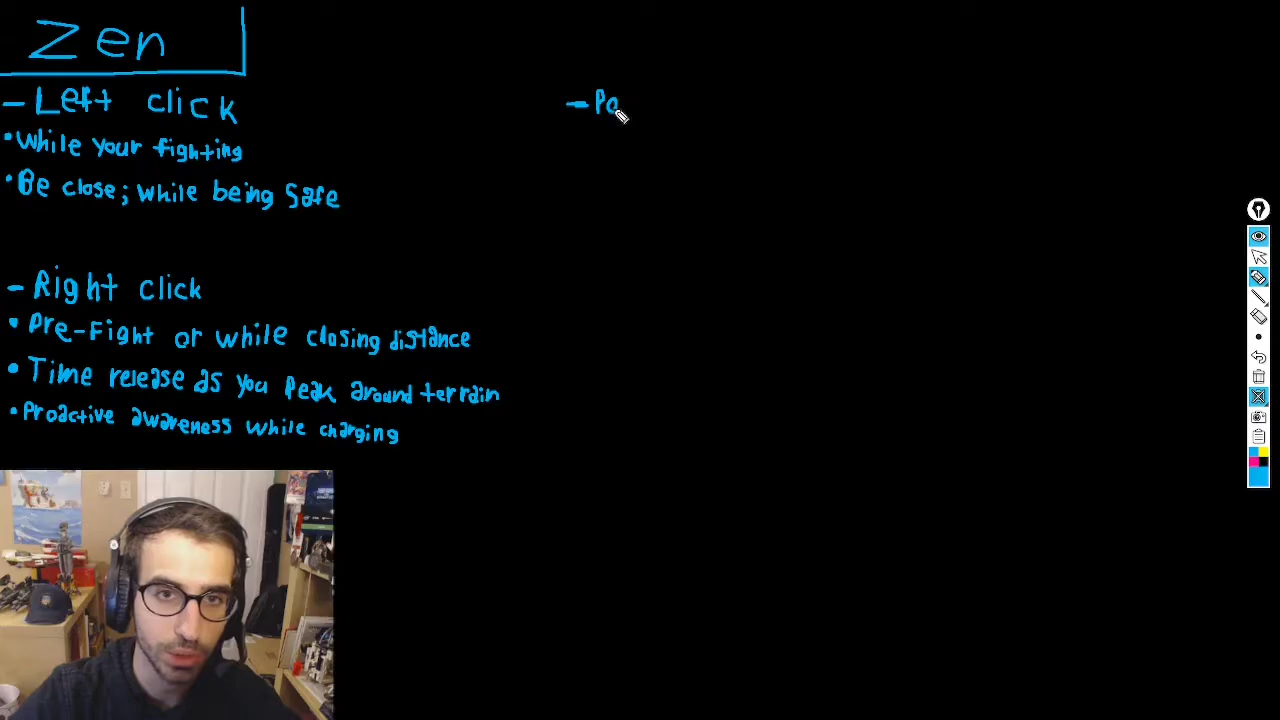 Zen
- Left click
• While your fighting
• Be close; while being safe
- Right click
• Pre-Fight or while closing distance
• Time release as you Peak around terrain
• Proactive awareness while charging
- Po